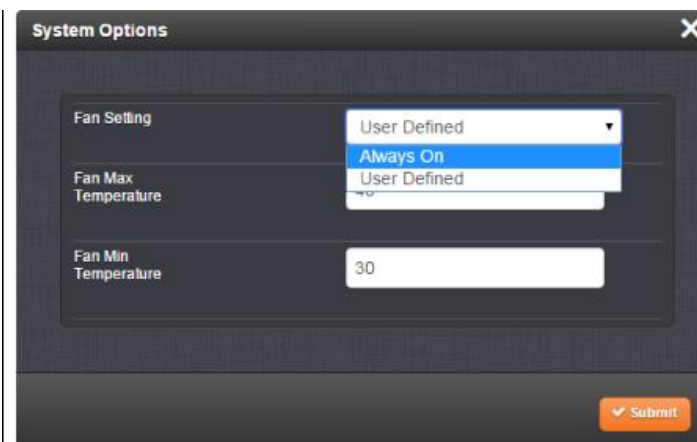 System Options
Fan Setting
User Defined
Always On
User Defined
Fan Max
Temperature
Fan Min
Temperature
30
Submit